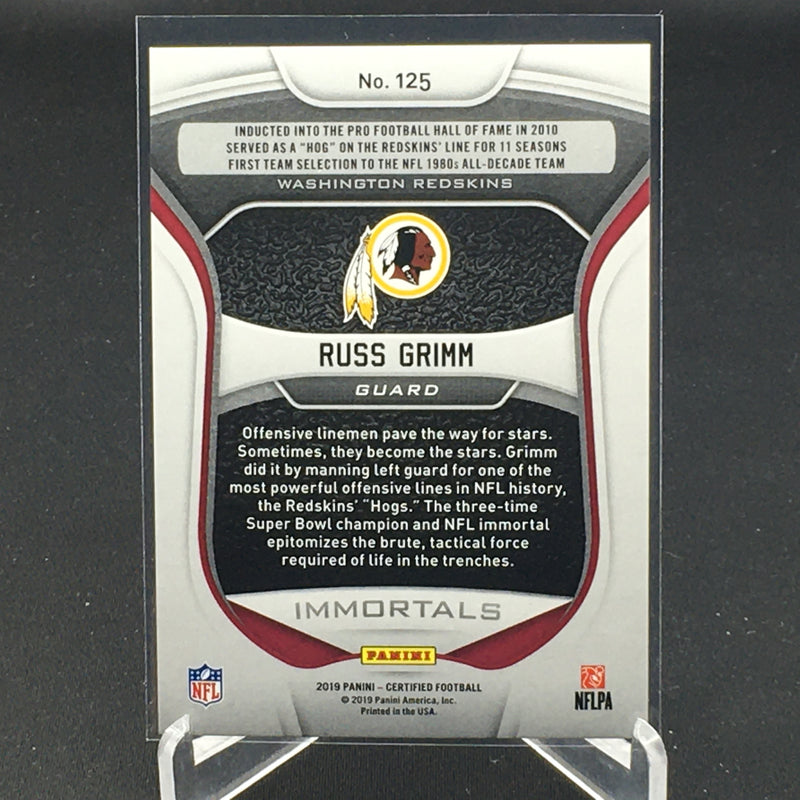 No. 125
INDUCTED INTO THE PRO FOOTBALL HALL OF FAME IN 2010
SERVED AS A "HOG" ON THE REDSKINS' LINE FOR 11 SEASONS
FIRST TEAM SELECTION TO THE NFL 1980s ALL-DECADE TEAM
WASHINGTON REDSKINS
RUSS GRIMM
GUARD
Offensive linemen pave the way for stars.
Sometimes, they become the stars. Grimm
did it by manning left guard for one of the
most powerful offensive lines in NFL history,
the Redskins' "Hogs." The three-time
Super Bowl champion and NFL immortal
epitomizes the brute, tactical force
required of life in the trenches.
IMMORTALS
PANINI
NFL
2019 PANINI – CERTIFIED FOOTBALL
© 2019 Panini America, Inc.
Printed in the USA.
NFLPA